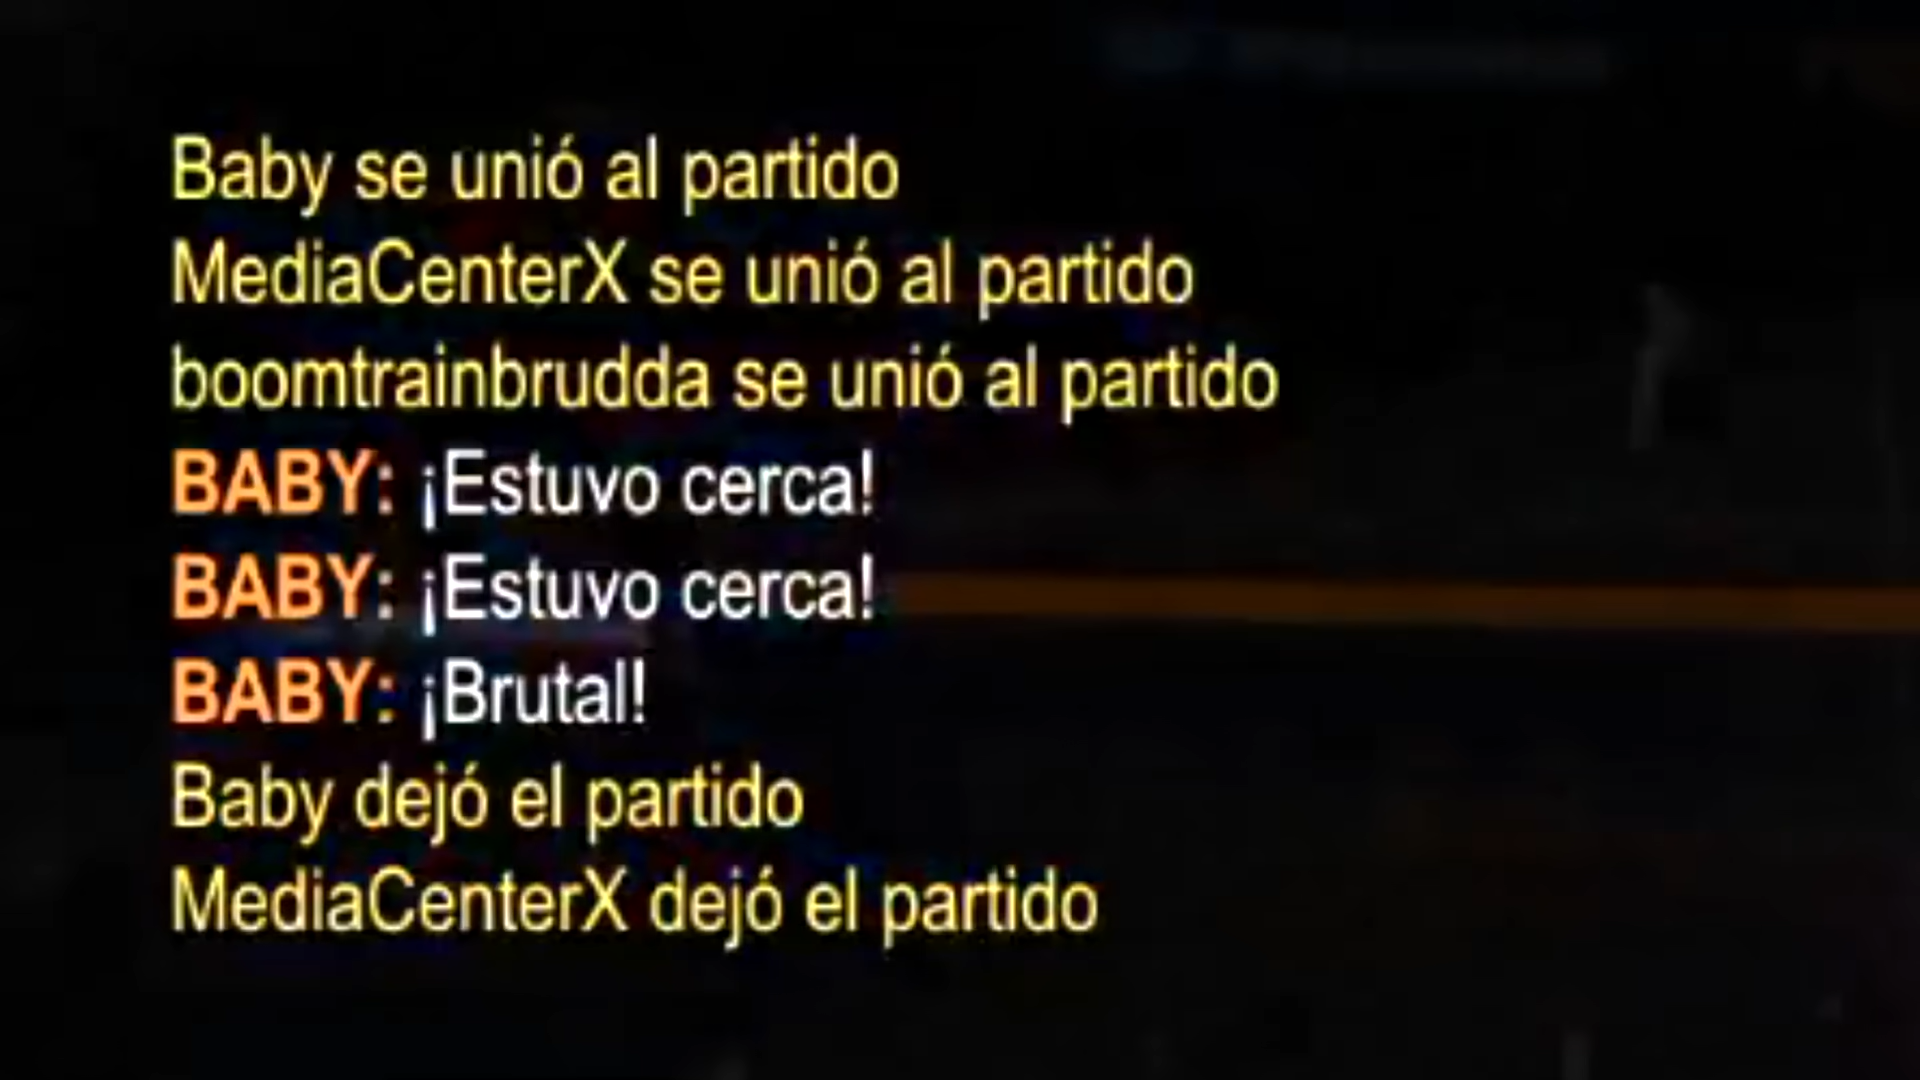 Baby se unió al partido
MediaCenterX se unió al partido
boomtrainbrudda se unió al partido
BABY: ¡Estuvo cerca!
BABY: ¡Estuvo cerca!
BABY: ¡Brutal!
Baby dejó el partido
MediaCenterX dejó el partido